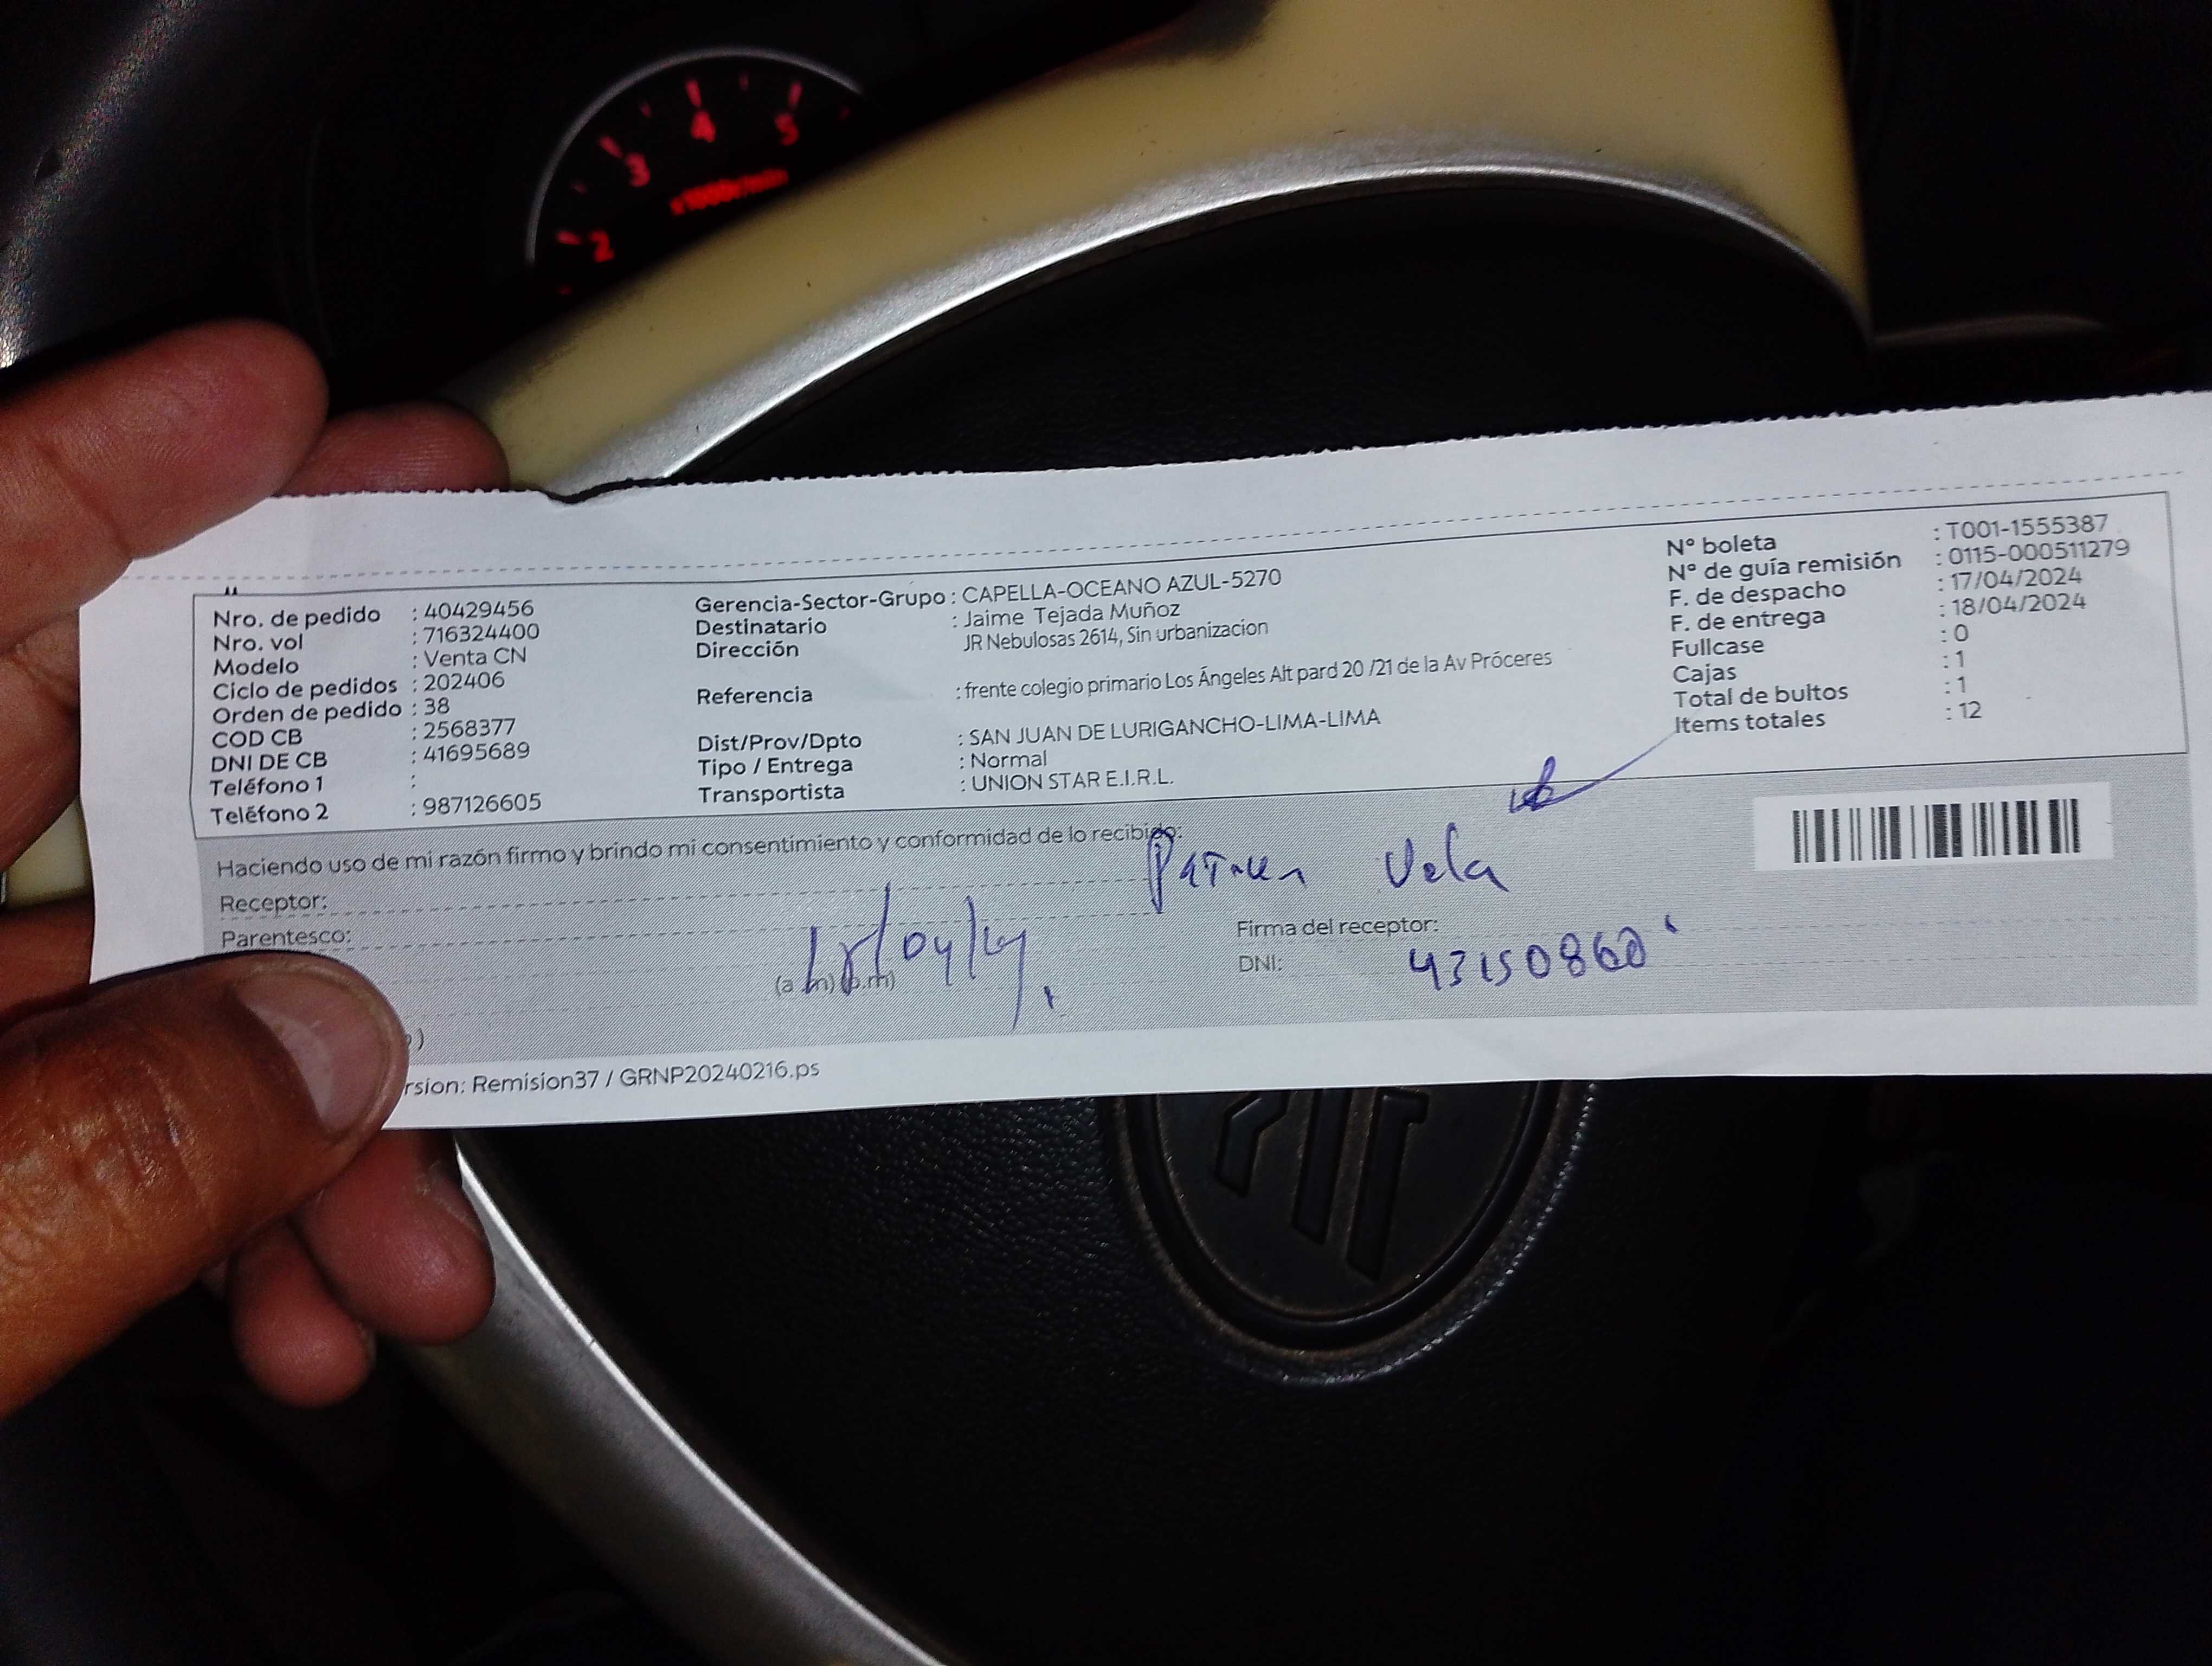 2
3
4
5
x1000r/min
Nro. de pedido : 40429456
Nro. vol : 716324400
Modelo : Venta CN
Ciclo de pedidos : 202406
Orden de pedido : 38
COD CB : 2568377
DNI DE CB : 41695689
Teléfono 1 :
Teléfono 2 : 987126605
Gerencia-Sector-Grupo : CAPELLA-OCEANO AZUL-5270
Destinatario : Jaime Tejada Muñoz
Dirección JR Nebulosas 2614, Sin urbanizacion
Referencia : frente colegio primario Los Ángeles Alt pard 20 /21 de la Av Próceres
Dist/Prov/Dpto : SAN JUAN DE LURIGANCHO-LIMA-LIMA
Tipo / Entrega : Normal
Transportista : UNION STAR E.I.R.L.
N° boleta : T001-1555387
N° de guía remisión : 0115-000511279
F. de despacho : 17/04/2024
F. de entrega : 18/04/2024
Fullcase : 0
Cajas : 1
Total de bultos : 1
Items totales : 12
Haciendo uso de mi razón firmo y brindo mi consentimiento y conformidad de lo recibido:
Vela
Receptor:
Parentesco:
(a.m) (p.m)
Firma del receptor:
DNI: 43150860
)
rsion: Remision37 / GRNP20240216.ps